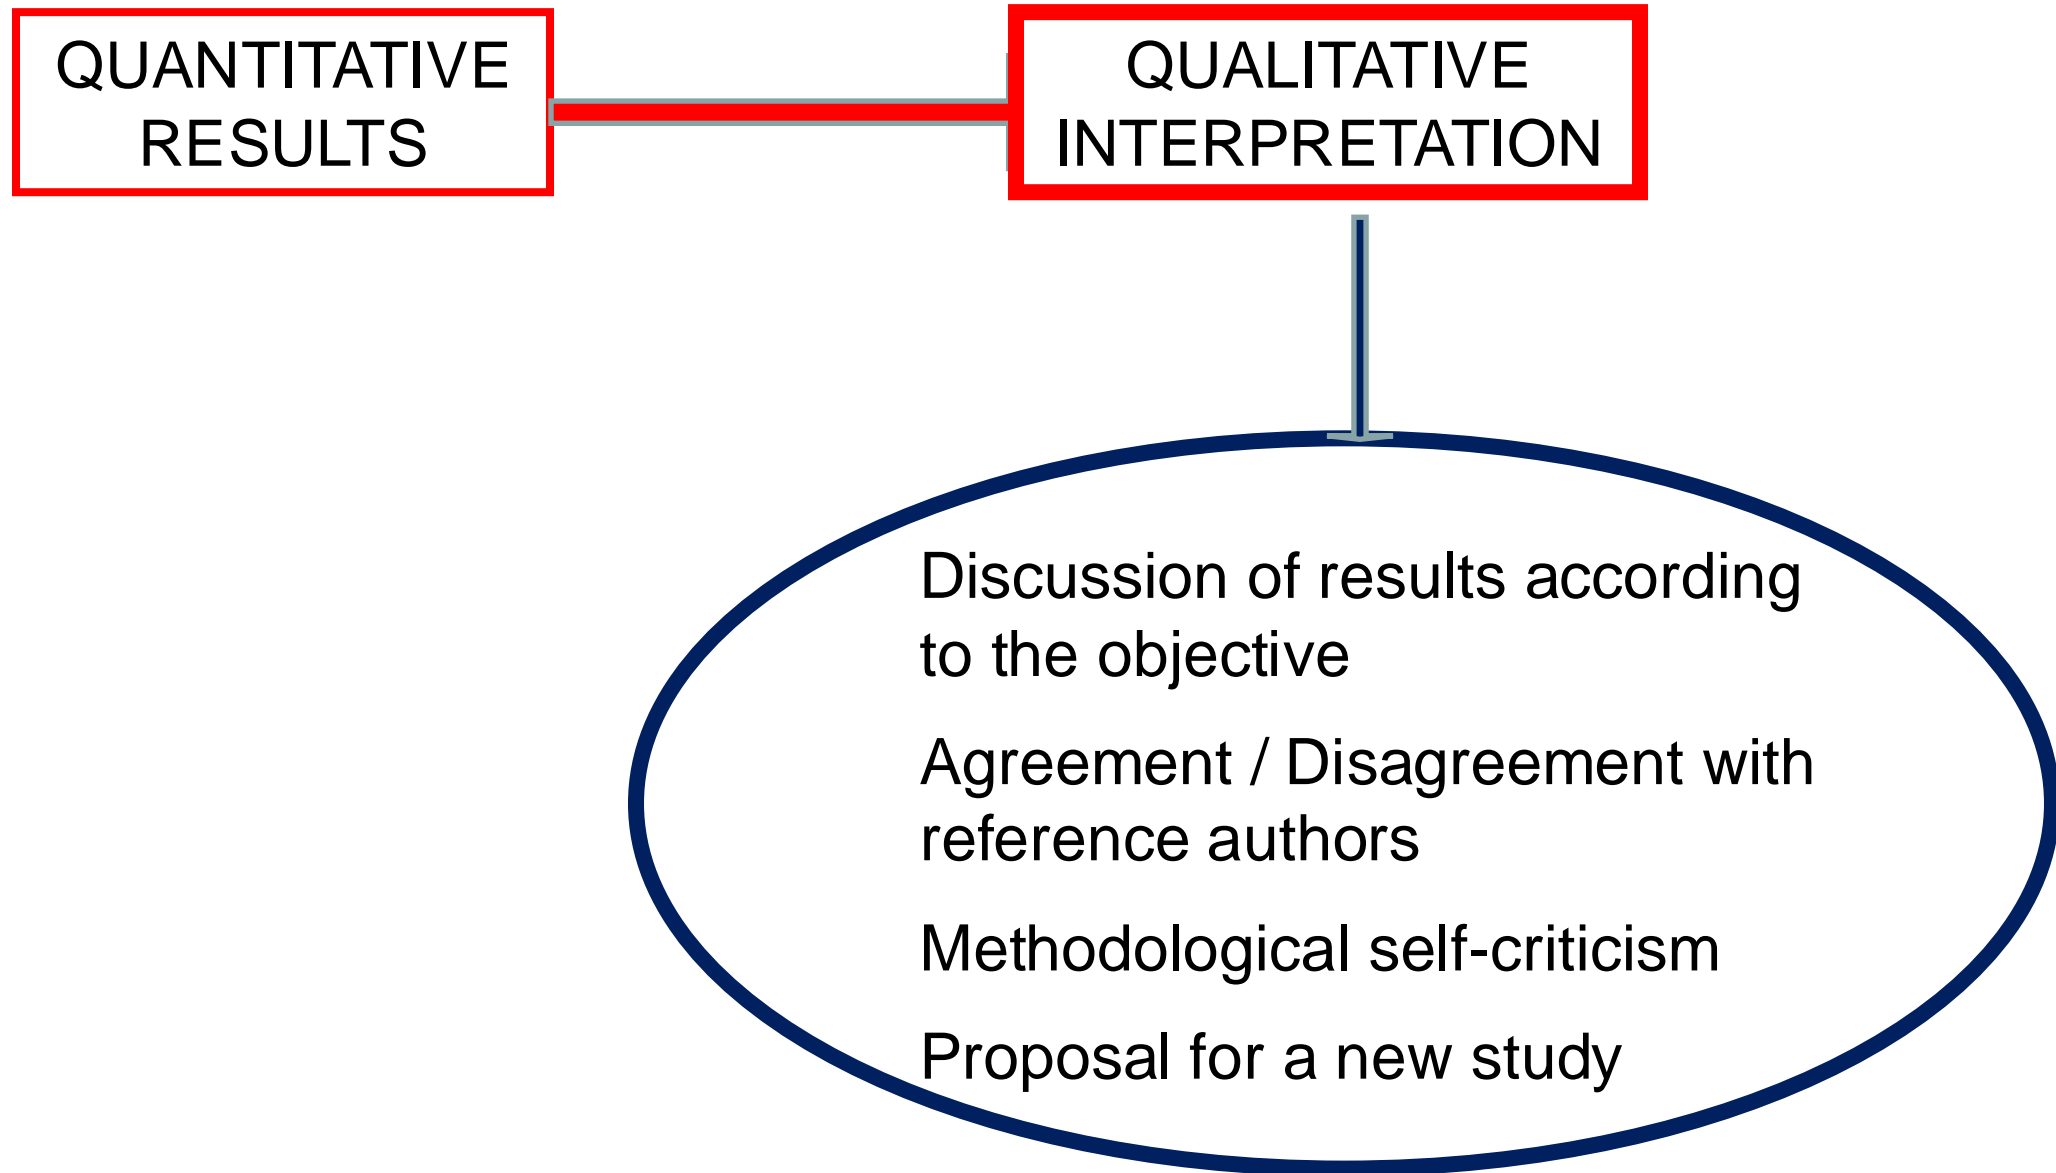 QUANTITATIVE
RESULTS
QUALITATIVE
INTERPRETATION
Discussion of results according
to the objective
Agreement / Disagreement with
reference authors
Methodological self-criticism
Proposal for a new study